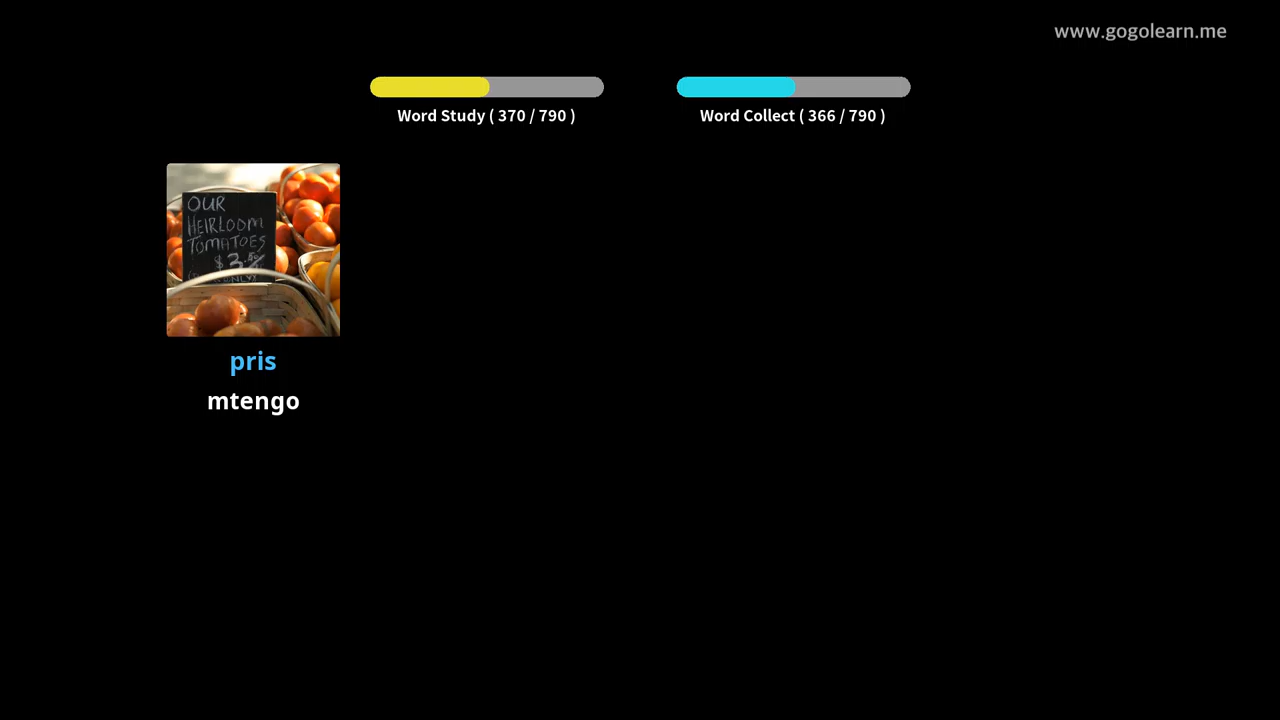 www.gogolearn.me
Word Study ( 370 / 790 )
Word Collect ( 366 / 790 )
OUR
HEIRLOOM
TOMATOES
pris
mtengo